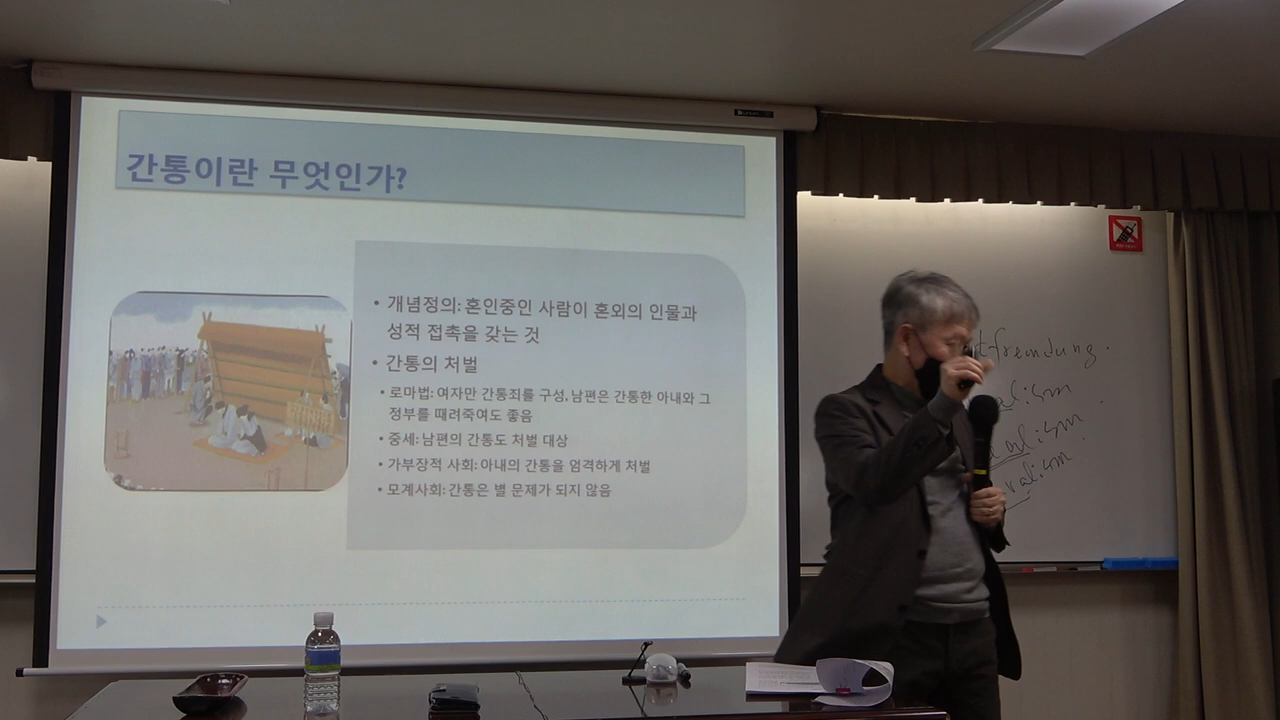 간통이란 무엇인가?
• 개념정의: 혼인중인 사람이 혼외의 인물과
성적 접촉을 갖는 것
• 간통의 처벌
• 로마법: 여자만 간통죄를 구성, 남편은 간통한 아내와 그
정부를 때려죽여도 좋음
• 중세: 남편의 간통도 처벌 대상
• 가부장적 사회: 아내의 간통을 엄격하게 처벌
• 모계사회: 간통은 별 문제가 되지 않음